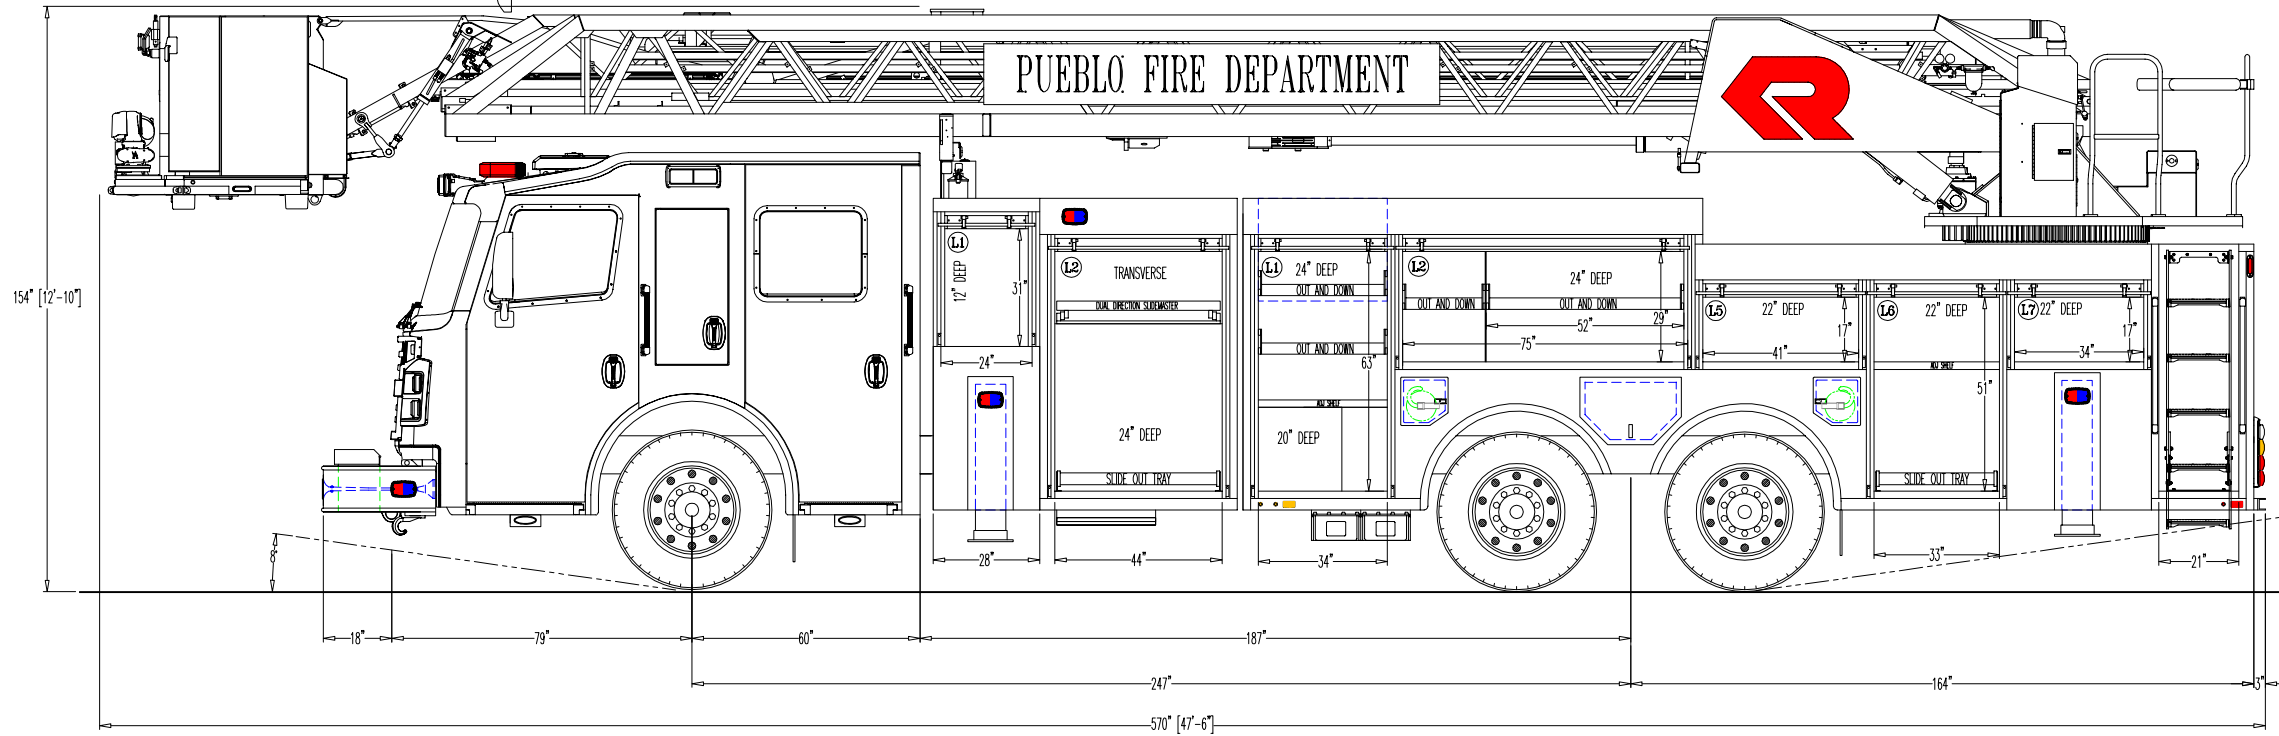 PUEBLO FIRE DEPARTMENT
154" [12'-10"]
L1
12" DEEP
31"
24"
L2
TRANSVERSE
DUAL DIRECTION SLIDEMASTER
24" DEEP
SLIDE OUT TRAY
L1
24" DEEP
OUT AND DOWN
OUT AND DOWN
63"
ADJ SHELF
20" DEEP
L2
24" DEEP
OUT AND DOWN
OUT AND DOWN
29"
52"
75"
L5
22" DEEP
17"
41"
L6
22" DEEP
ADJ SHELF
51"
SLIDE OUT TRAY
L7
22" DEEP
17"
34"
8°
28"
44"
34"
33"
21"
18"
79"
60"
187"
247"
164"
3"
570" [47'-6"]